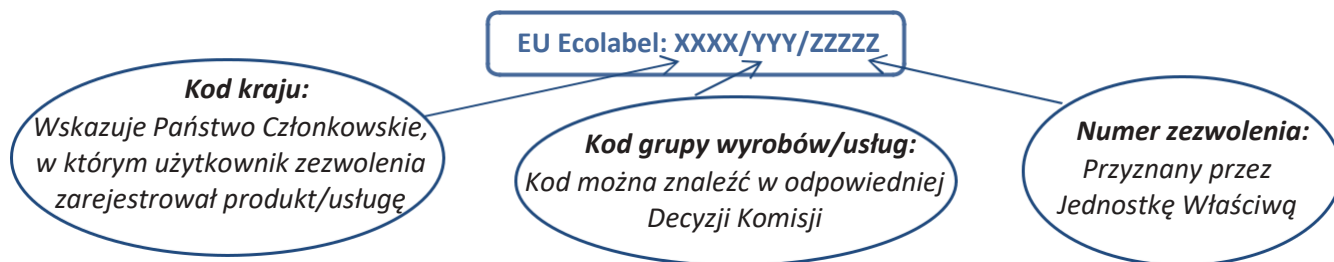 EU Ecolabel: XXXX/YYY/ZZZZZ
Kod kraju:
Wskazuje Państwo Członkowskie,
w którym użytkownik zezwolenia
zarejestrował produkt/usługę
Kod grupy wyrobów/usług:
Kod można znaleźć w odpowiedniej
Decyzji Komisji
Numer zezwolenia:
Przyznany przez
Jednostkę Właściwą